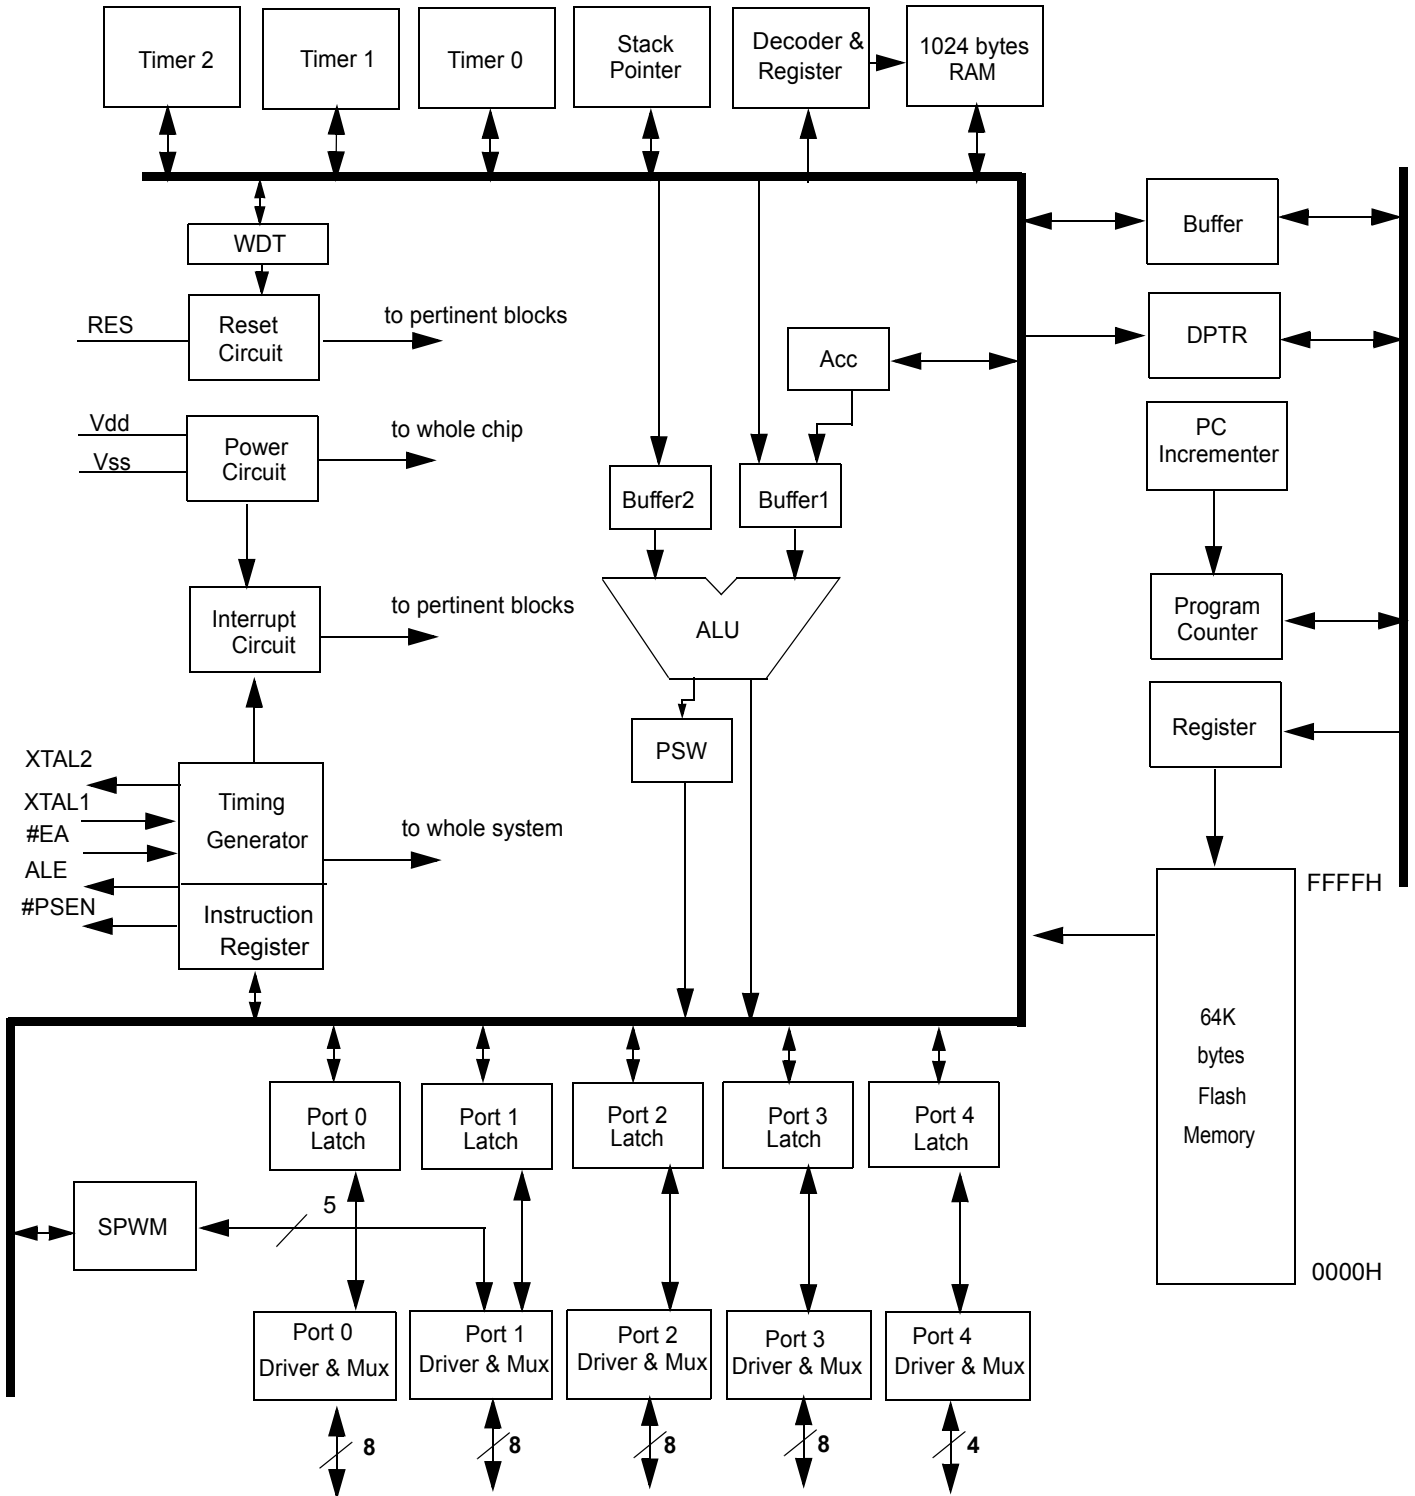 Timer 2
Timer 1
Timer 0
Stack
Pointer
Decoder &
Register
1024 bytes
RAM
WDT
Buffer
RES
Reset
Circuit
to pertinent blocks
DPTR
Acc
Vdd
Vss
Power
Circuit
to whole chip
PC
Incrementer
Buffer2
Buffer1
Interrupt
Circuit
to pertinent blocks
ALU
Program
Counter
PSW
Register
XTAL2
XTAL1
#EA
ALE
#PSEN
Timing
Generator
to whole system
Instruction
Register
FFFFH
64K
bytes
Flash
Memory
0000H
Port 0
Latch
Port 1
Latch
Port 2
Latch
Port 3
Latch
Port 4
Latch
SPWM
5
Port 0
Driver & Mux
Port 1
Driver & Mux
Port 2
Driver & Mux
Port 3
Driver & Mux
Port 4
Driver & Mux
8
8
8
8
4